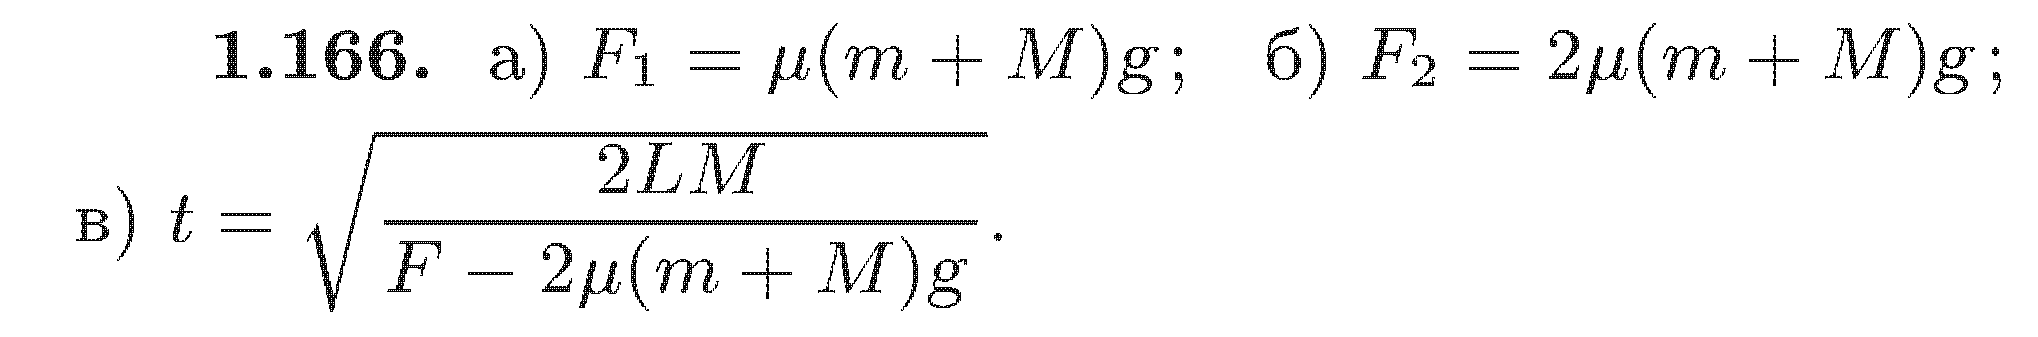 1.166. а) F₁ = μ(m + M)g; б) F₂ = 2μ(m + M)g;
в) t = √(2LM / (F − 2μ(m + M)g)).